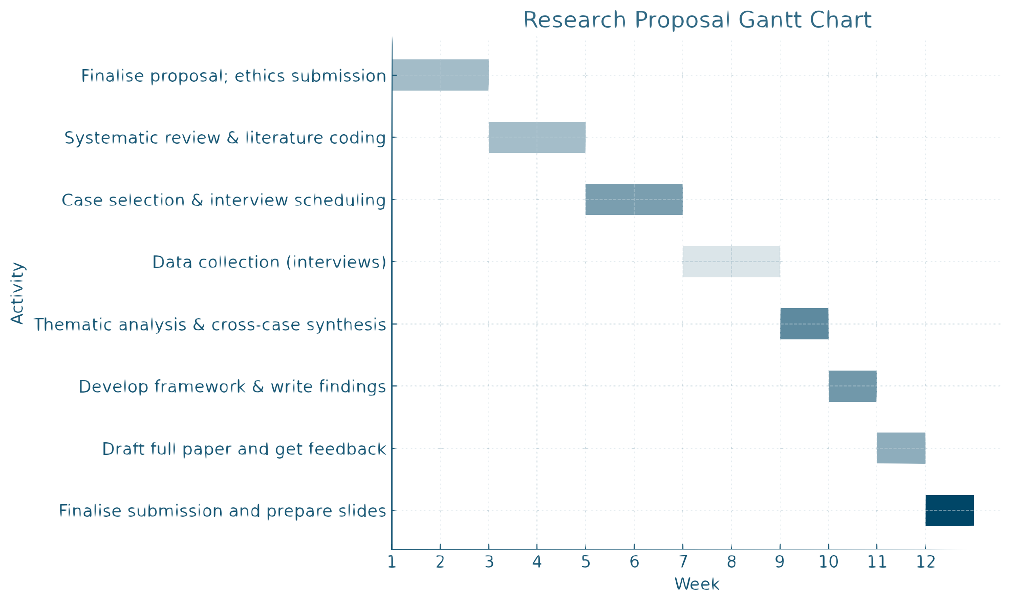 Research Proposal Gantt Chart
Finalise proposal; ethics submission
Systematic review & literature coding
Case selection & interview scheduling
Data collection (interviews)
Thematic analysis & cross-case synthesis
Develop framework & write findings
Draft full paper and get feedback
Finalise submission and prepare slides
Activity
1 2 3 4 5 6 7 8 9 10 11 12
Week